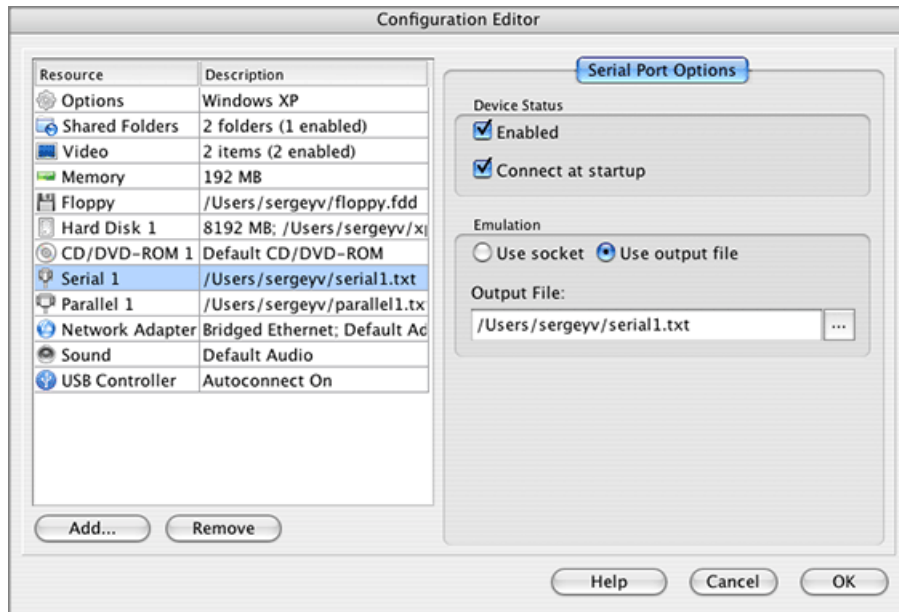 Configuration Editor
Resource Description
Options Windows XP
Shared Folders 2 folders (1 enabled)
Video 2 items (2 enabled)
Memory 192 MB
Floppy /Users/sergeyv/floppy.fdd
Hard Disk 1 8192 MB; /Users/sergeyv/x
CD/DVD-ROM 1 Default CD/DVD-ROM
Serial 1 /Users/sergeyv/serial1.txt
Parallel 1 /Users/sergeyv/parallel1.tx
Network Adapter Bridged Ethernet; Default Ad
Sound Default Audio
USB Controller Autoconnect On
Add... Remove
Serial Port Options
Device Status
Enabled
Connect at startup
Emulation
Use socket Use output file
Output File:
/Users/sergeyv/serial1.txt ...
Help Cancel OK